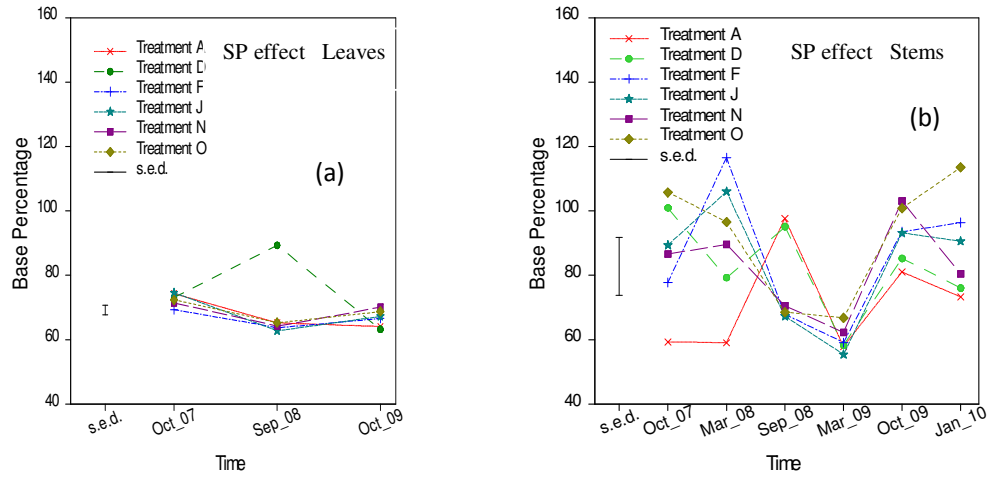 160
140
120
100
80
60
40
Base Percentage
Treatment A
Treatment D
Treatment F
Treatment J
Treatment N
Treatment O
s.e.d.
SP effect Leaves
(a)
s.e.d.
Oct_07
Sep_08
Oct_09
Time
160
140
120
100
80
60
40
Base Percentage
Treatment A
Treatment D
Treatment F
Treatment J
Treatment N
Treatment O
s.e.d.
SP effect Stems
(b)
s.e.d.
Oct_07
Mar_08
Sep_08
Mar_09
Oct_09
Jan_10
Time